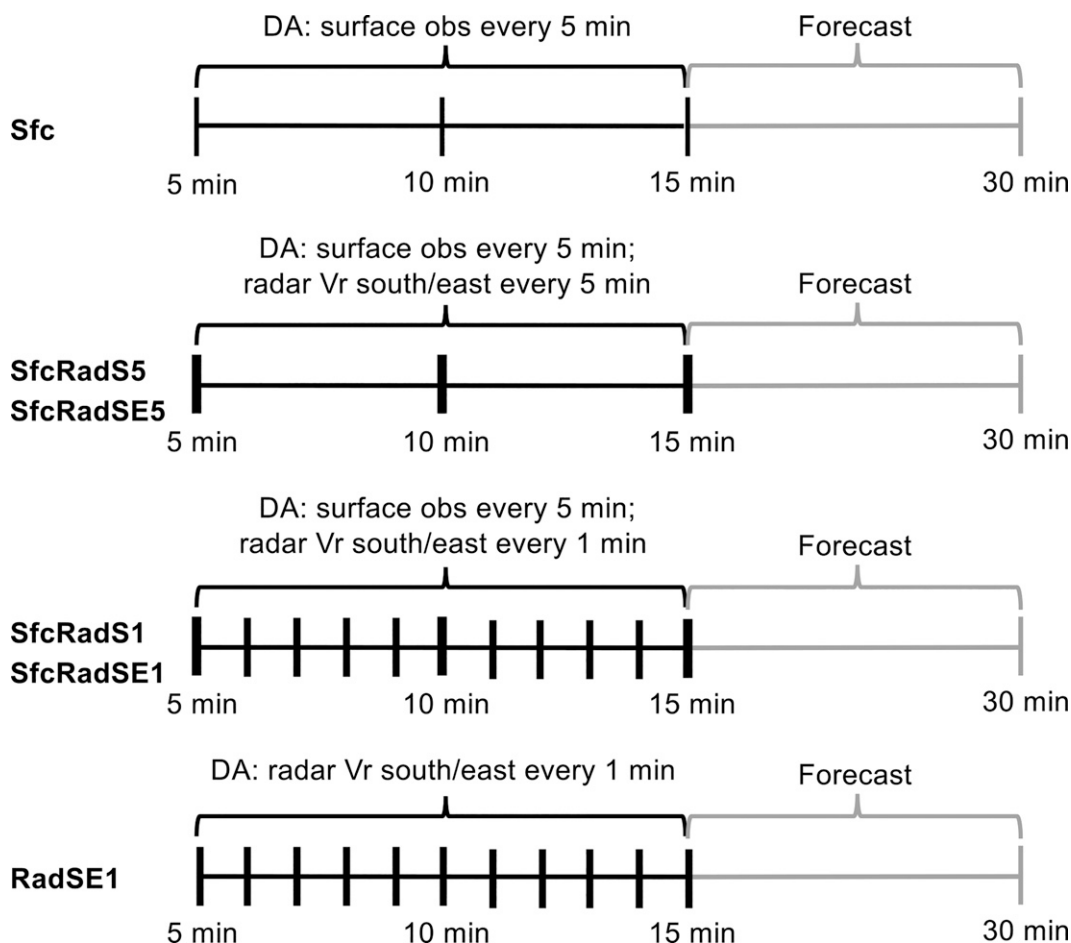 DA: surface obs every 5 min
Forecast
Sfc
5 min
10 min
15 min
30 min
DA: surface obs every 5 min;
radar Vr south/east every 5 min
Forecast
SfcRadS5
SfcRadSE5
5 min
10 min
15 min
30 min
DA: surface obs every 5 min;
radar Vr south/east every 1 min
Forecast
SfcRadS1
SfcRadSE1
5 min
10 min
15 min
30 min
DA: radar Vr south/east every 1 min
Forecast
RadSE1
5 min
10 min
15 min
30 min